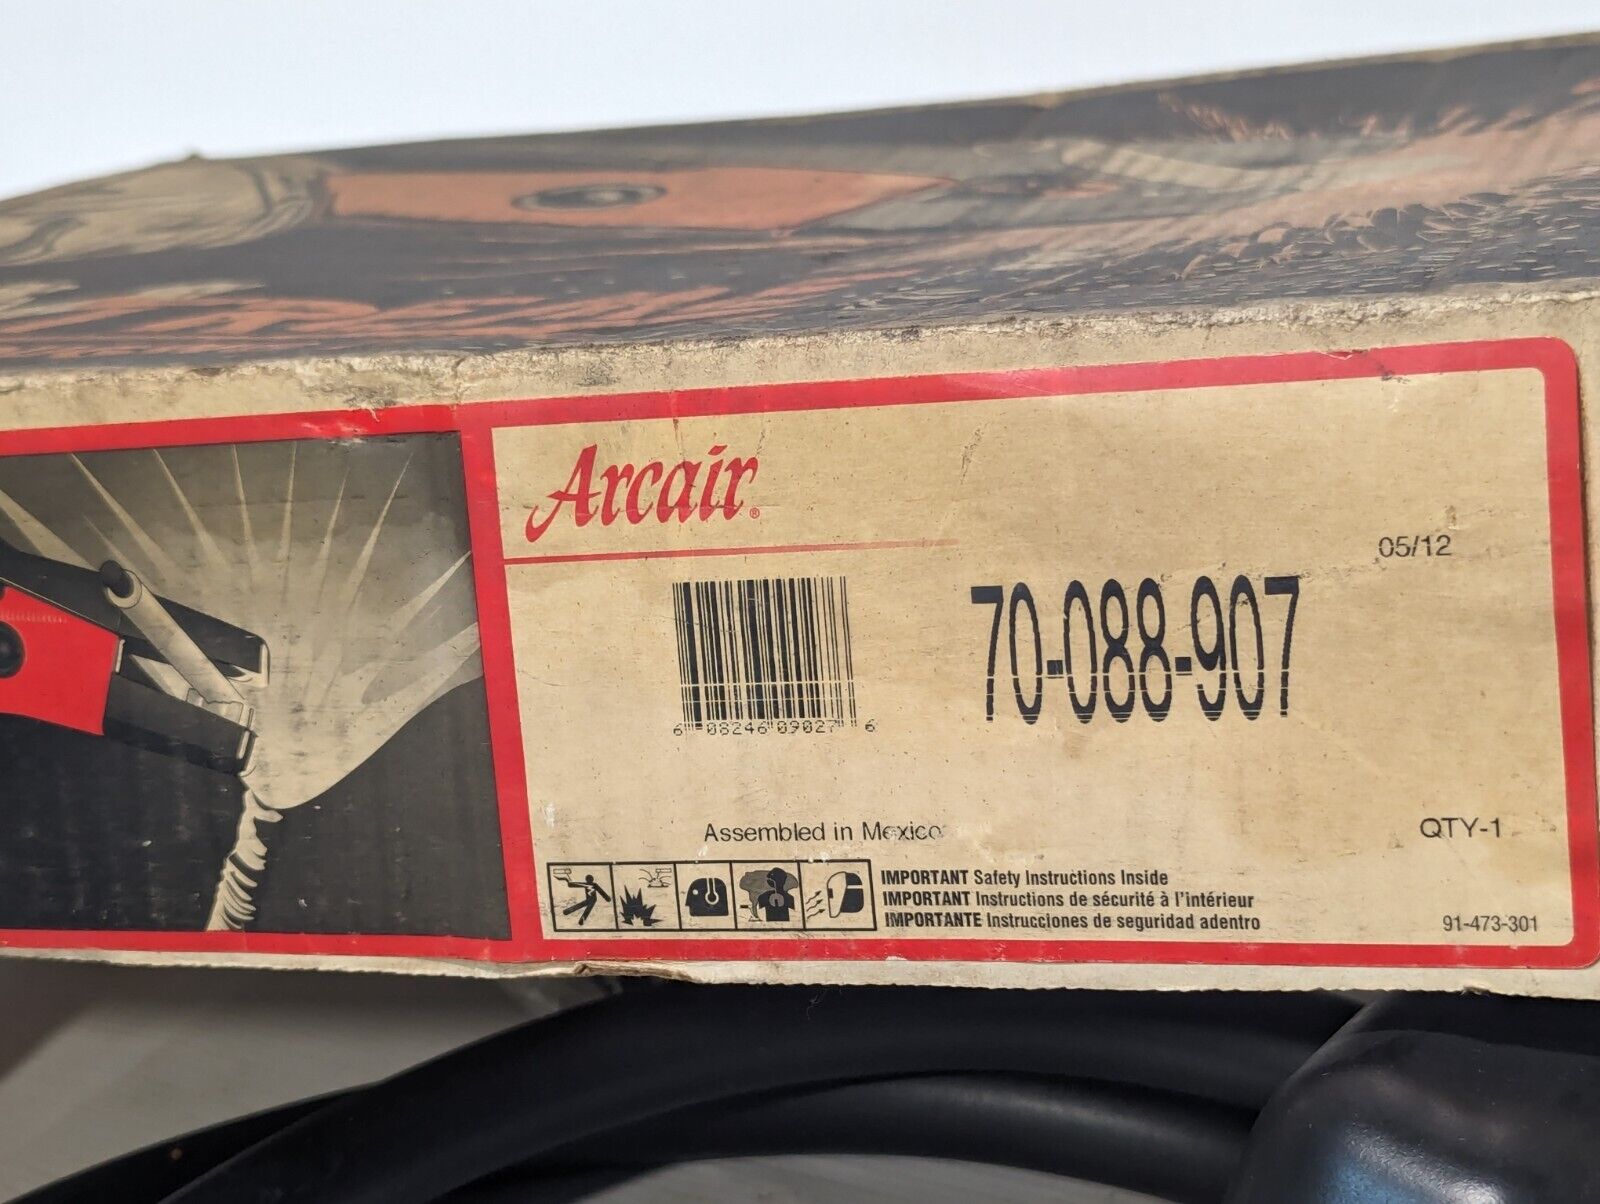 Arcair®
05/12
70-088-907
6 08246 09027 6
Assembled in Mexico
QTY-1
IMPORTANT Safety Instructions Inside
IMPORTANT Instructions de sécurité à l'intérieur
IMPORTANTE Instrucciones de seguridad adentro
91-473-301